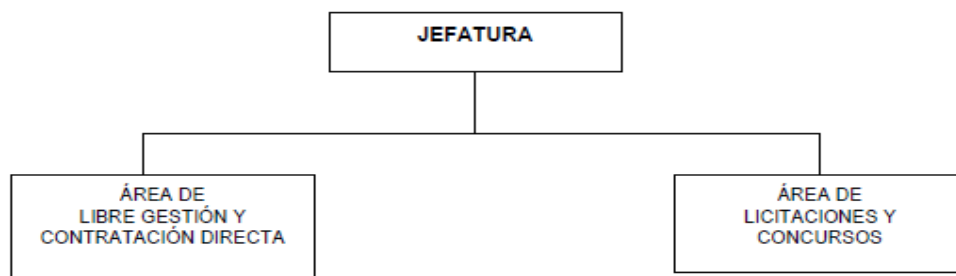 JEFATURA
ÁREA DE
LIBRE GESTIÓN Y
CONTRATACIÓN DIRECTA
ÁREA DE
LICITACIONES Y
CONCURSOS